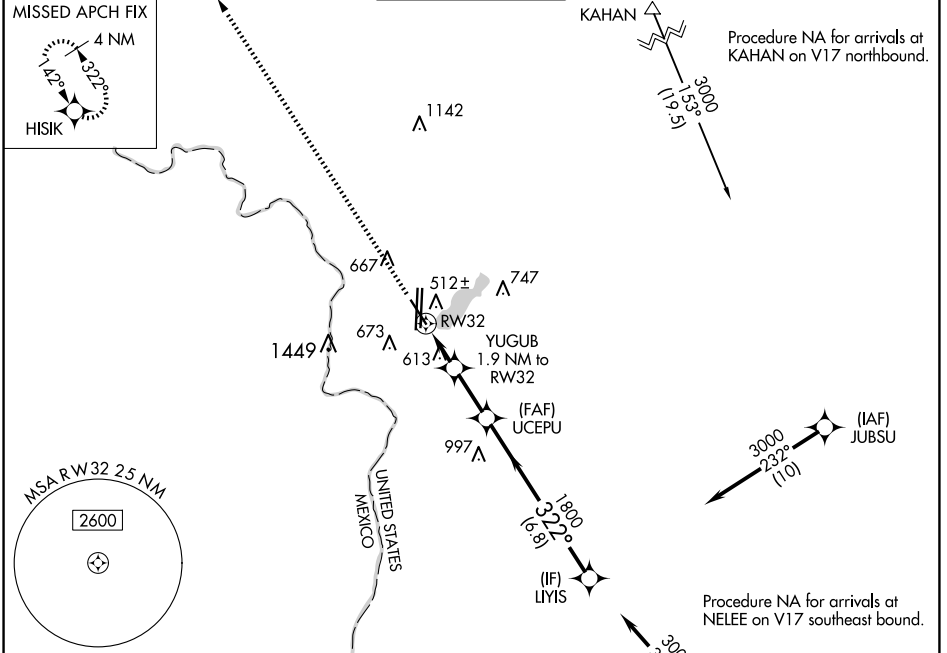 MISSED APCH FIX
4 NM
142°
322°
HISIK
KAHAN
Procedure NA for arrivals at
KAHAN on V17 northbound.
3000
153°
(19.5)
1142
667
512±
747
RW32
673
1449
613
YUGUB
1.9 NM to
RW32
(FAF)
UCEPU
997
(IAF)
JUBSU
3000
232°
(10)
MSA RW32 25 NM
2600
UNITED STATES
MEXICO
1800
322°
(6.8)
(IF)
LIYIS
Procedure NA for arrivals at
NELEE on V17 southeast bound.